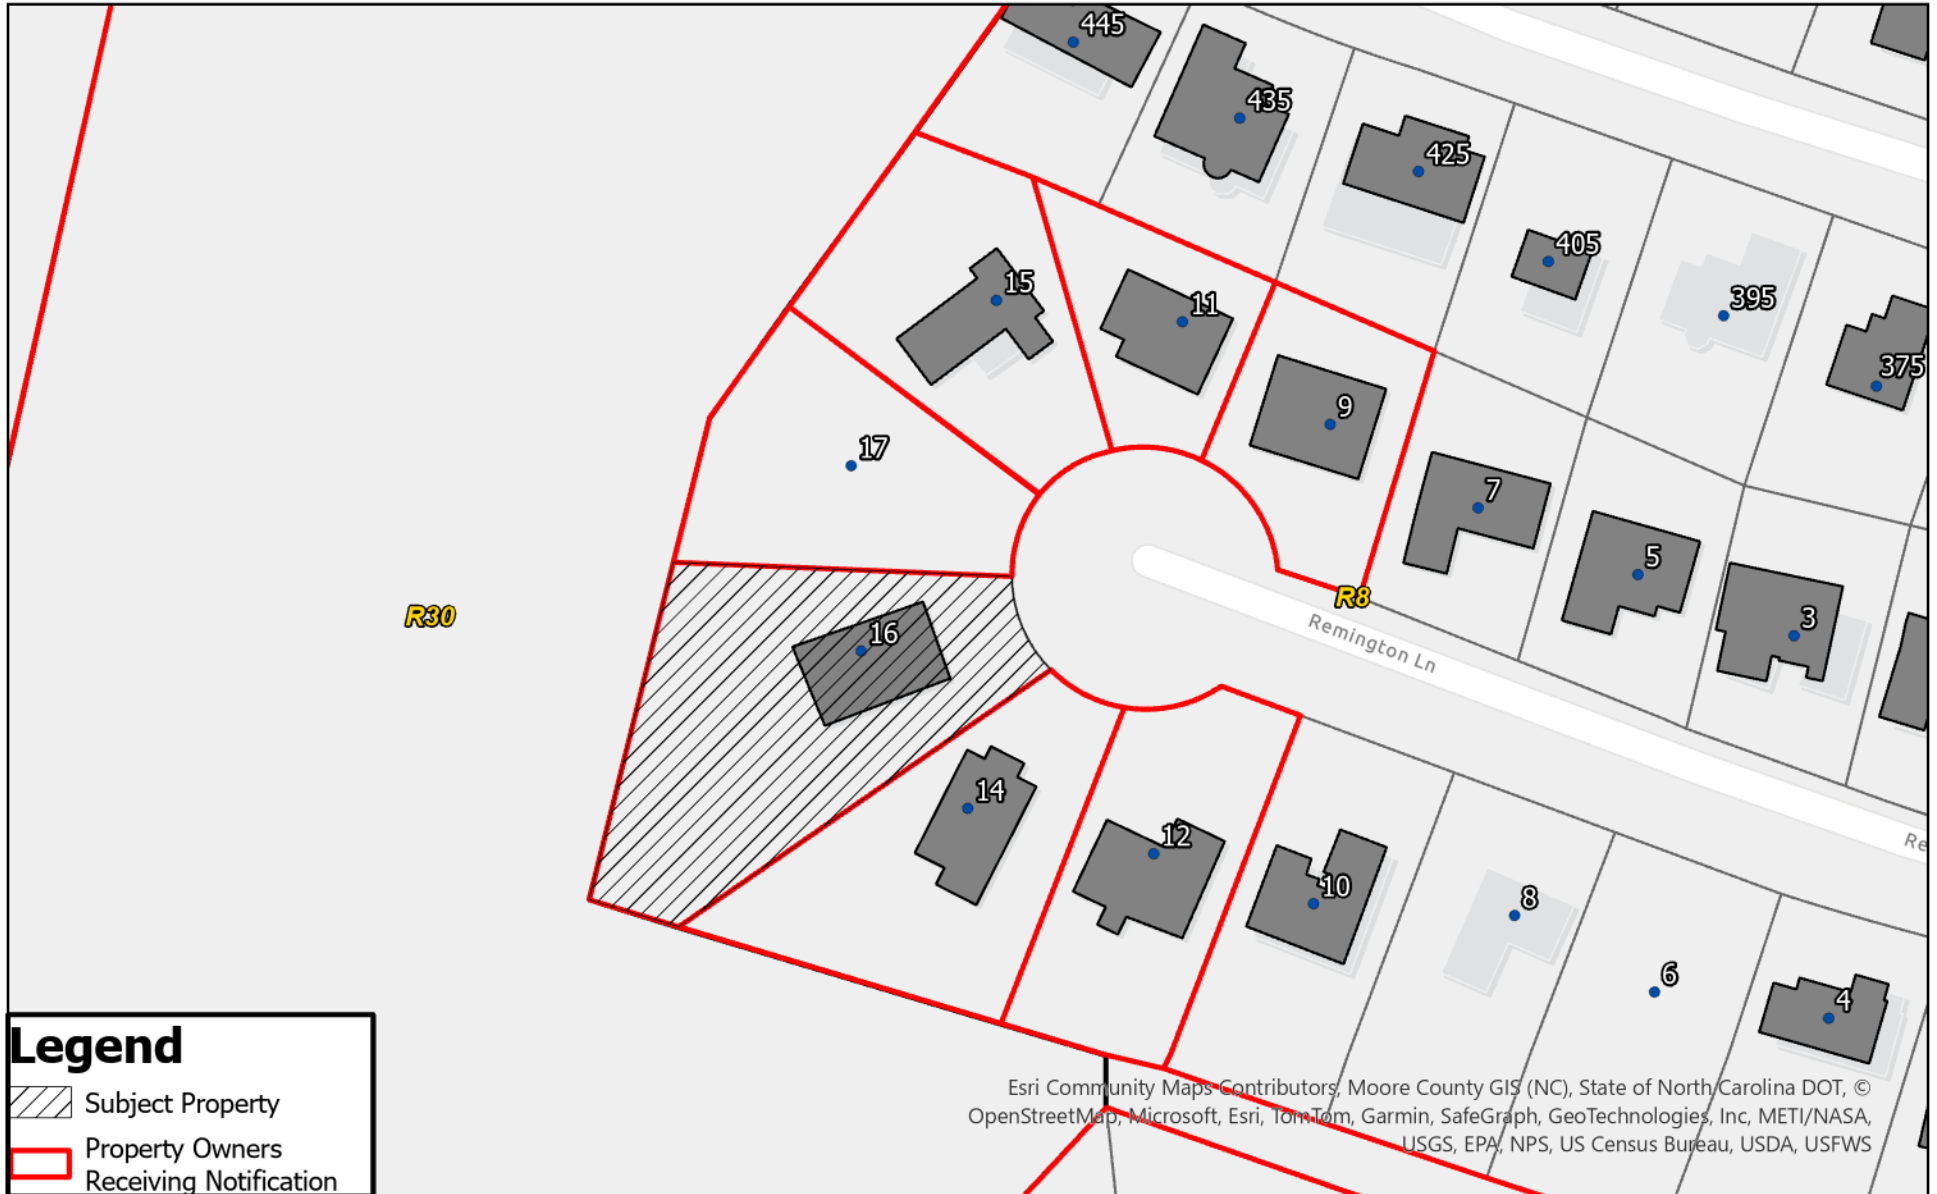 445
435
425
405
395
375
15
11
9
17
7
5
3
R30
16
R8
Remington Ln
14
12
10
8
6
4
Re
Legend
Subject Property
Property Owners
Receiving Notification
Esri Community Maps Contributors, Moore County GIS (NC), State of North Carolina DOT, ©
OpenStreetMap, Microsoft, Esri, TomTom, Garmin, SafeGraph, GeoTechnologies, Inc, METI/NASA,
USGS, EPA, NPS, US Census Bureau, USDA, USFWS